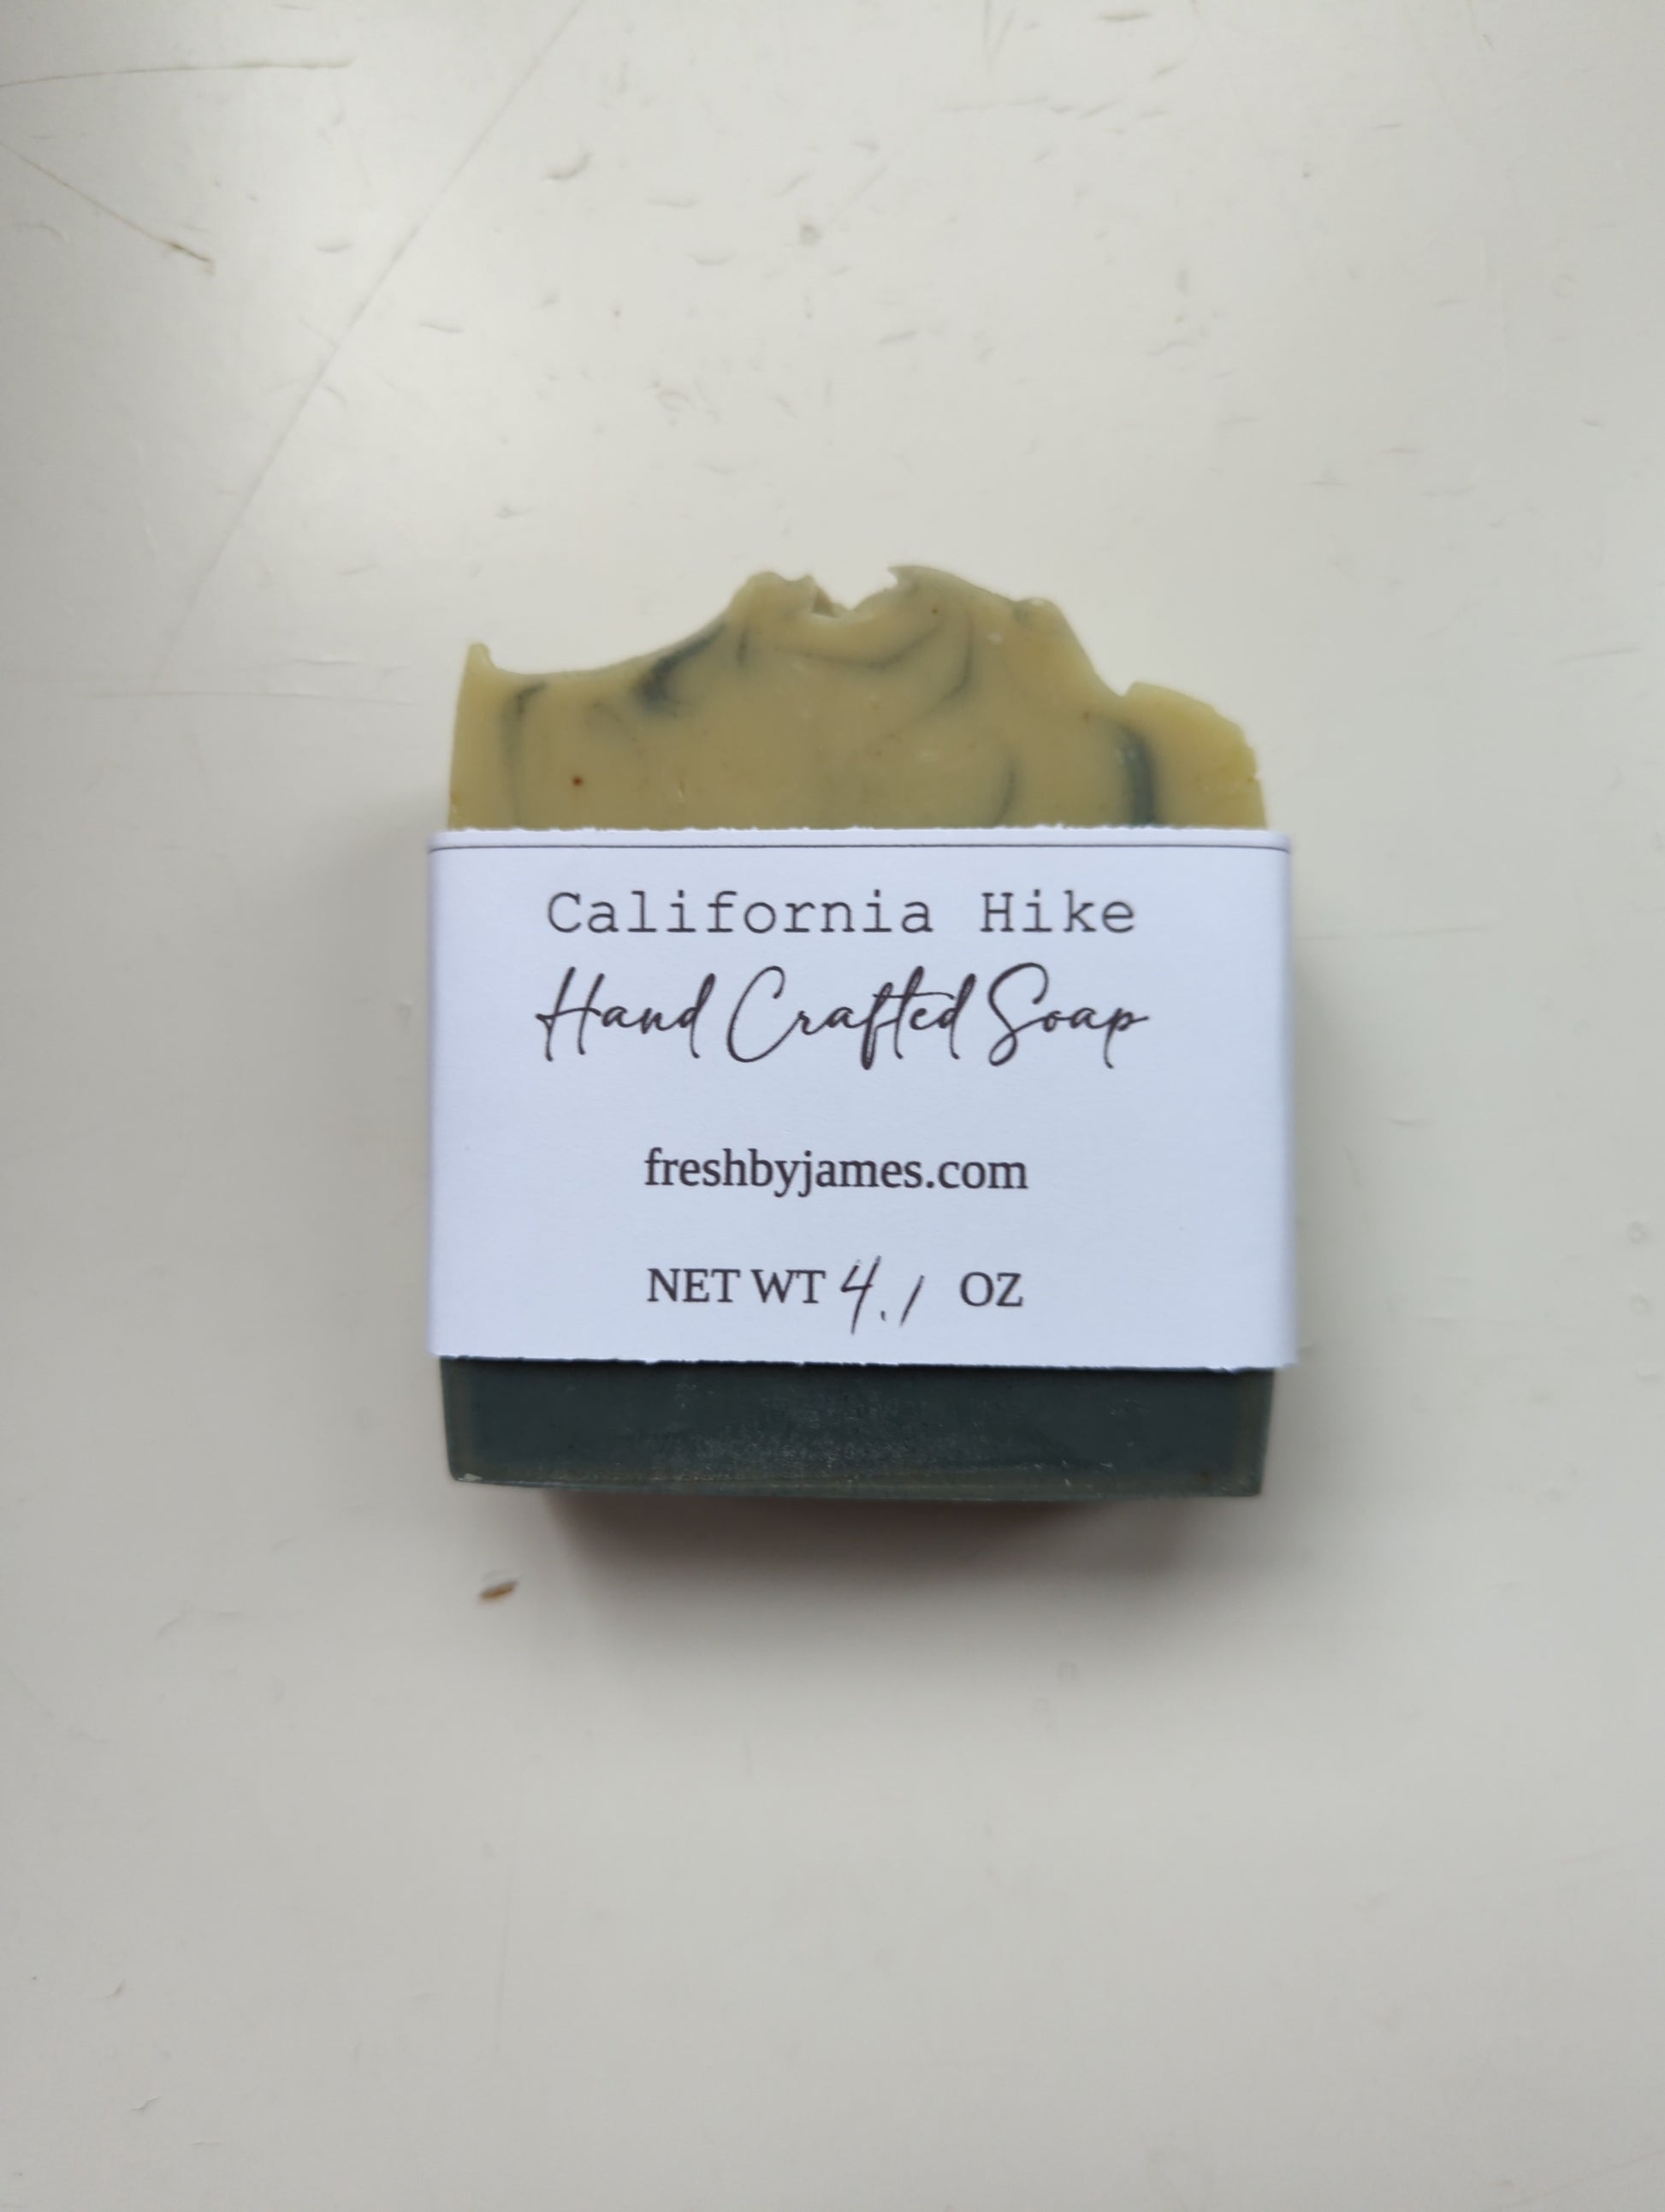 California Hike
Hand Crafted Soap
freshbyjames.com
NET WT 4.1 OZ